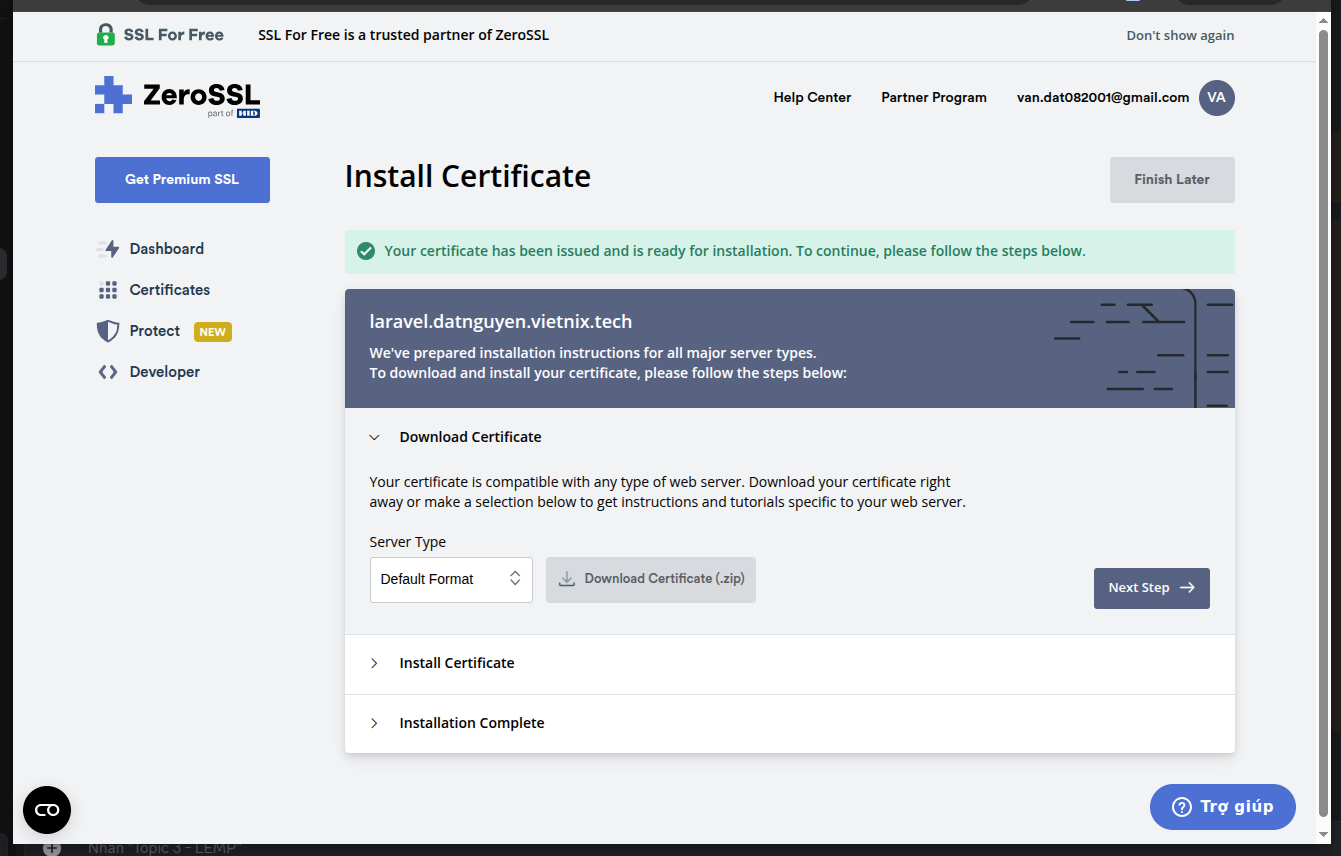 SSL For Free
SSL For Free is a trusted partner of ZeroSSL
Don't show again
ZeroSSL
part of HID
Help Center
Partner Program
van.dat082001@gmail.com
VA
Get Premium SSL
Install Certificate
Finish Later
Dashboard
Certificates
Protect NEW
Developer
Your certificate has been issued and is ready for installation. To continue, please follow the steps below.
laravel.datnguyen.vietnix.tech
We've prepared installation instructions for all major server types.
To download and install your certificate, please follow the steps below:
Download Certificate
Your certificate is compatible with any type of web server. Download your certificate right
away or make a selection below to get instructions and tutorials specific to your web server.
Server Type
Default Format
Download Certificate (.zip)
Next Step
Install Certificate
Installation Complete
Trợ giúp
Nhắn "Topic 3 - LEMP"